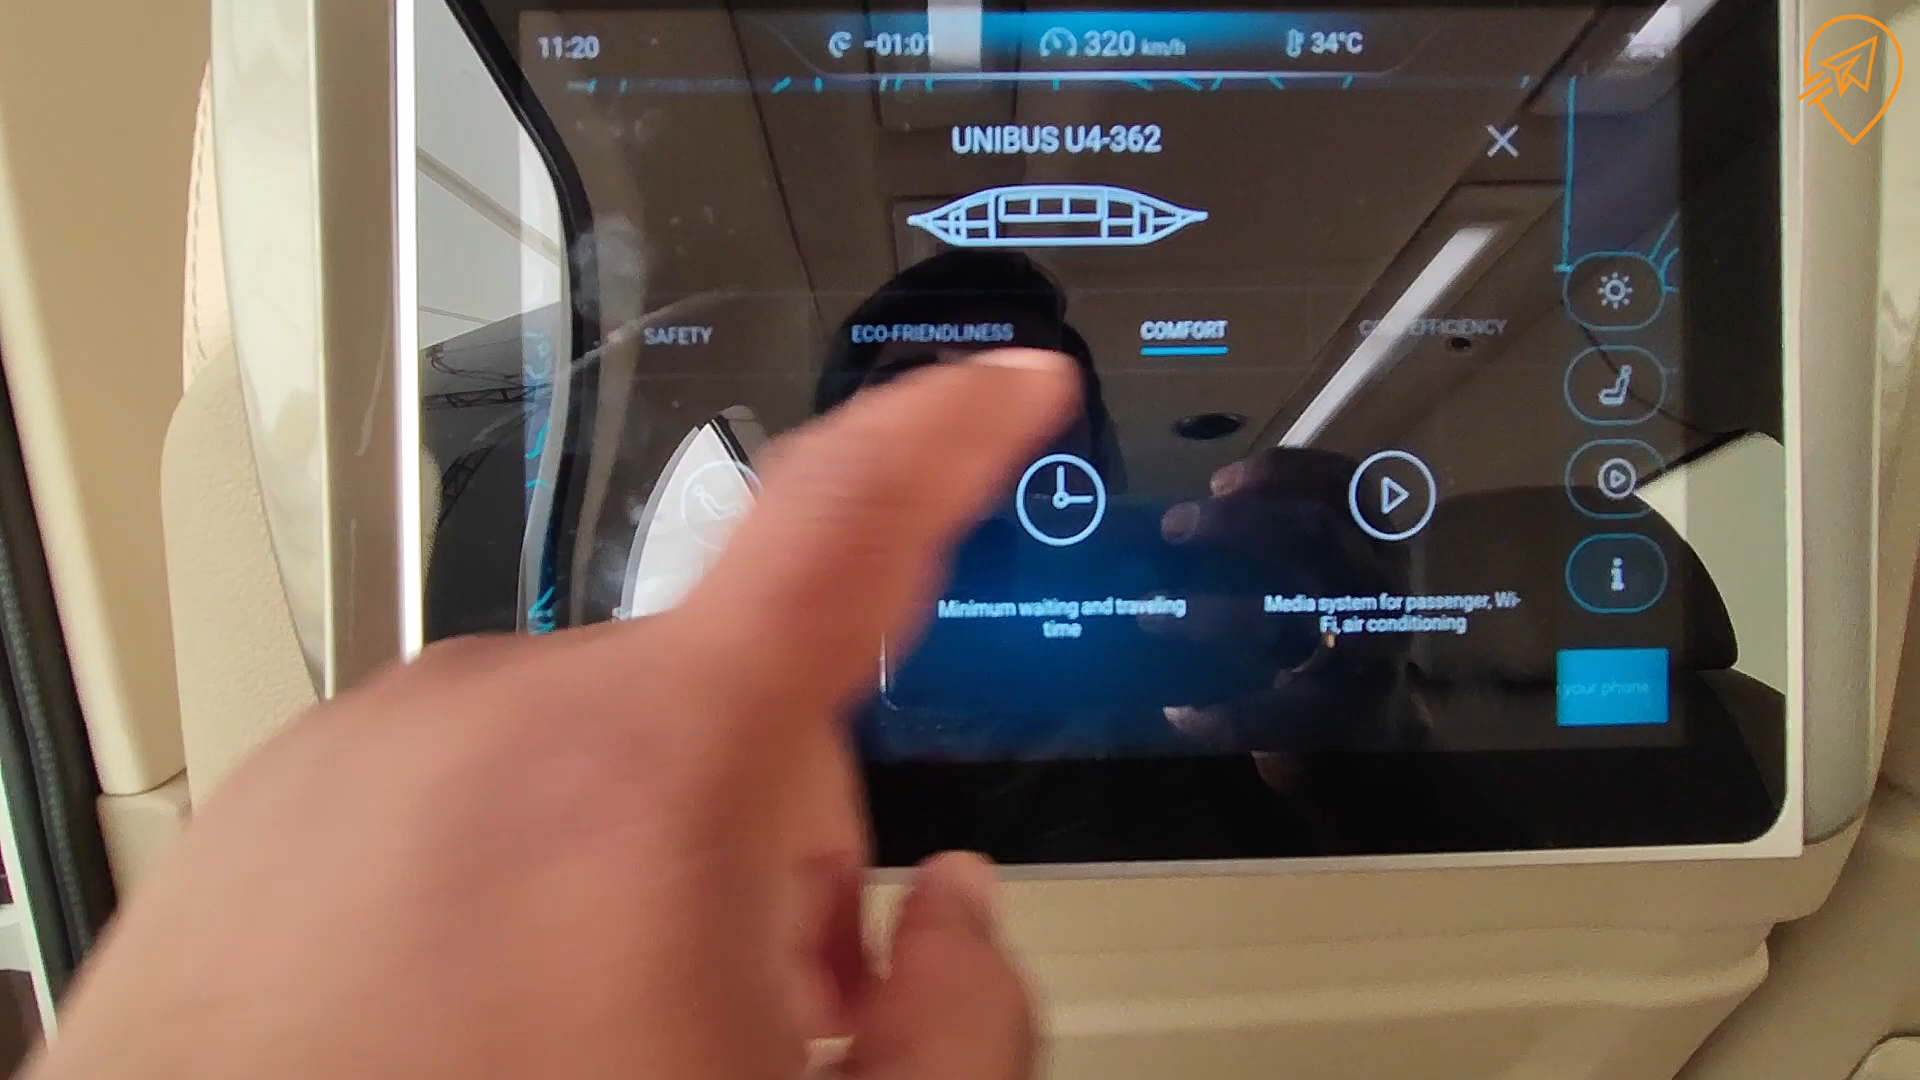 11:20
-01:01
320 km/h
34°C
UNIBUS U4-362
SAFETY
ECO-FRIENDLINESS
COMFORT
COST EFFICIENCY
Minimum waiting and traveling
time
Media system for passenger, Wi-
Fi, air conditioning
i
your phone